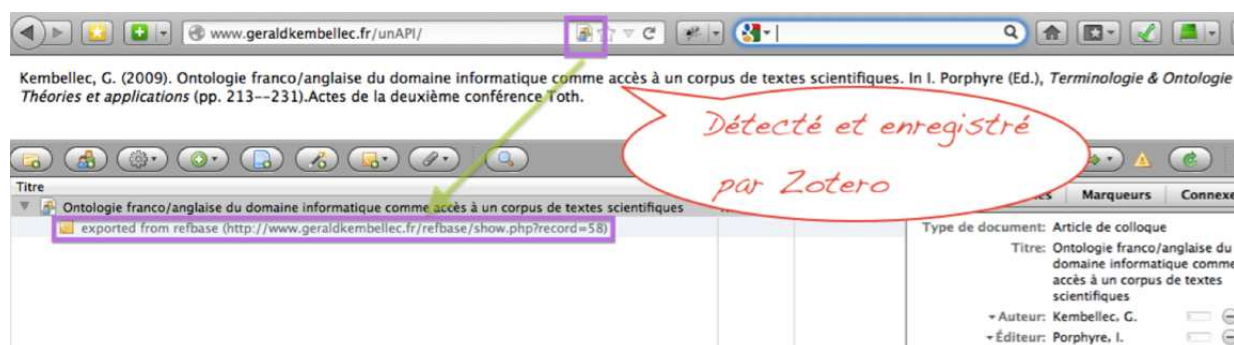 www.geraldkembellec.fr/unAPI/
Kembellec, G. (2009). Ontologie franco/anglaise du domaine informatique comme accès à un corpus de textes scientifiques. In I. Porphyre (Ed.), Terminologie & Ontologie
Théories et applications (pp. 213--231).Actes de la deuxième conférence Toth.
Détecté et enregistré
par Zotero
Titre
Marqueurs
Connexe
Ontologie franco/anglaise du domaine informatique comme accès à un corpus de textes scientifiques
exported from refbase (http://www.geraldkembellec.fr/refbase/show.php?record=58)
Type de document: Article de colloque
Titre: Ontologie franco/anglaise du
domaine informatique comme
accès à un corpus de textes
scientifiques
Auteur: Kembellec, G.
Éditeur: Porphyre, I.